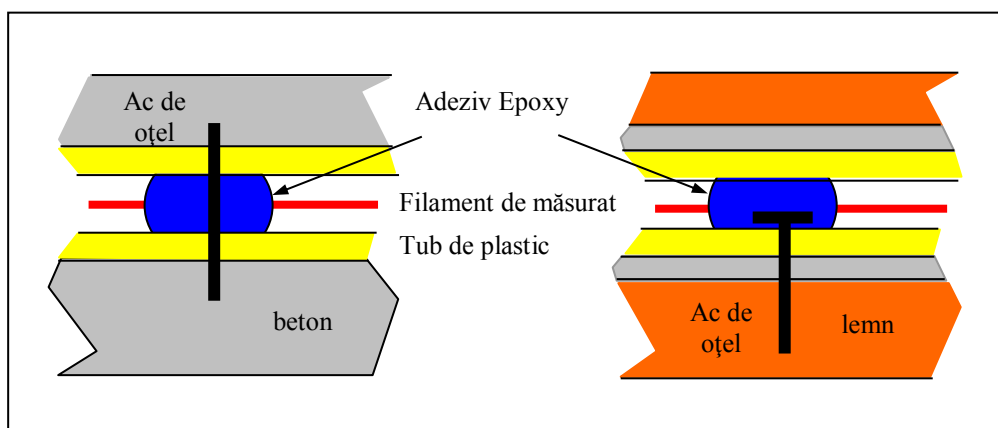 Ac de
oţel
Adeziv Epoxy
Filament de măsurat
Tub de plastic
beton
Ac de
oţel
lemn